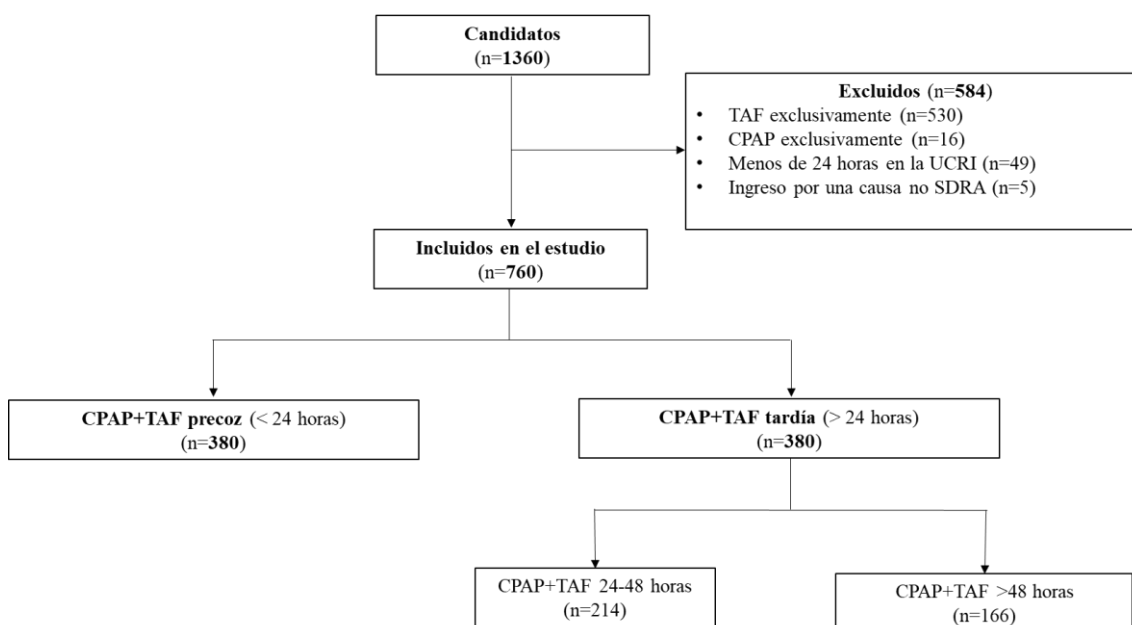 Candidatos
(n=1360)
Excluidos (n=584)
• TAF exclusivamente (n=530)
• CPAP exclusivamente (n=16)
• Menos de 24 horas en la UCRI (n=49)
• Ingreso por una causa no SDRA (n=5)
Incluidos en el estudio
(n=760)
CPAP+TAF precoz (< 24 horas)
(n=380)
CPAP+TAF tardía (> 24 horas)
(n=380)
CPAP+TAF 24-48 horas
(n=214)
CPAP+TAF >48 horas
(n=166)